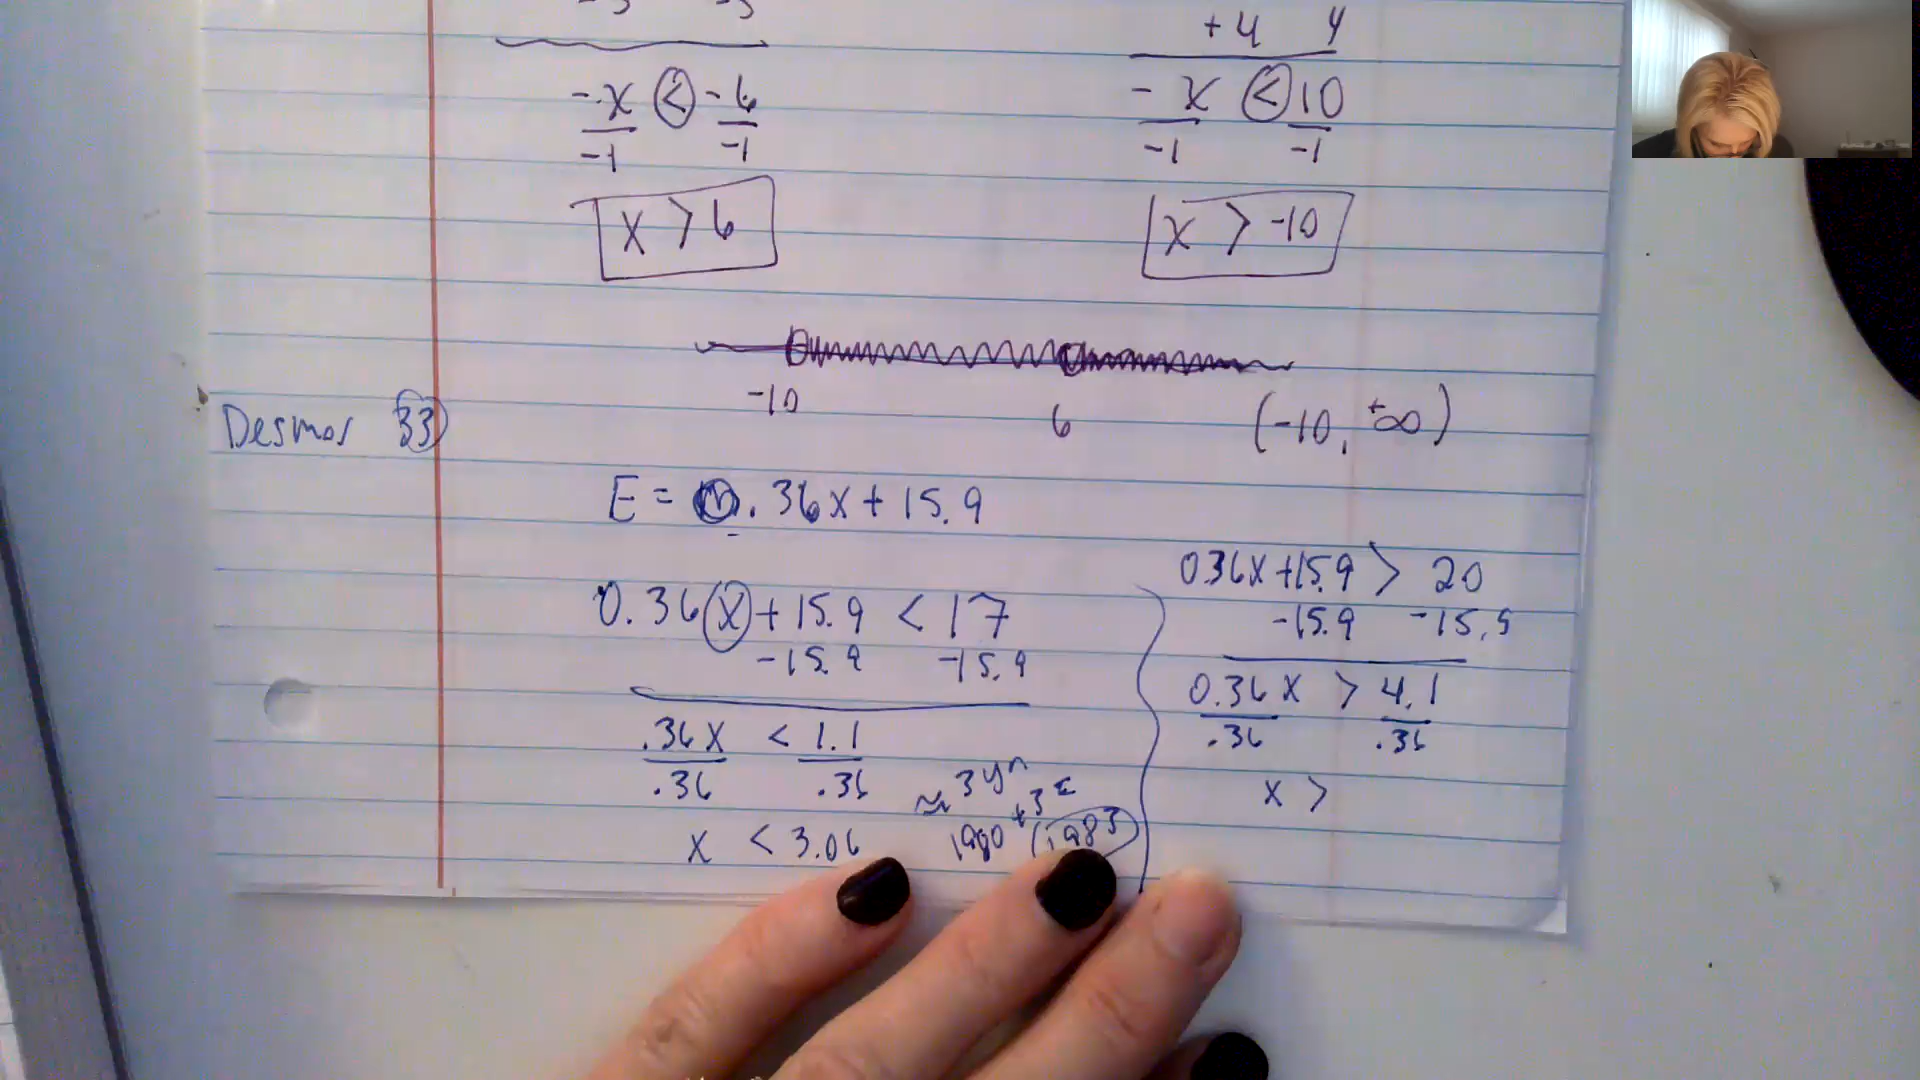 -x < -6
-1 -1
x > 6
+4 4
-x < 10
-1 -1
x > -10
-10 6 (-10, +∞)
Desmos 33
E = .36x + 15.9
0.36x + 15.9 < 17
-15.9 -15.9
.36x < 1.1
.36 .36
x < 3.06
≈ 3 yr
1980 +3 = 1983
0.36x + 15.9 > 20
-15.9 -15.9
0.36x > 4.1
.36 .36
x >